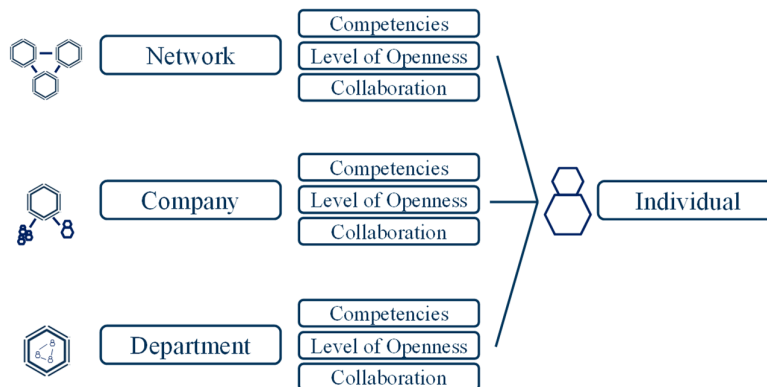 Network
Competencies
Level of Openness
Collaboration
Company
Competencies
Level of Openness
Collaboration
Individual
Department
Competencies
Level of Openness
Collaboration